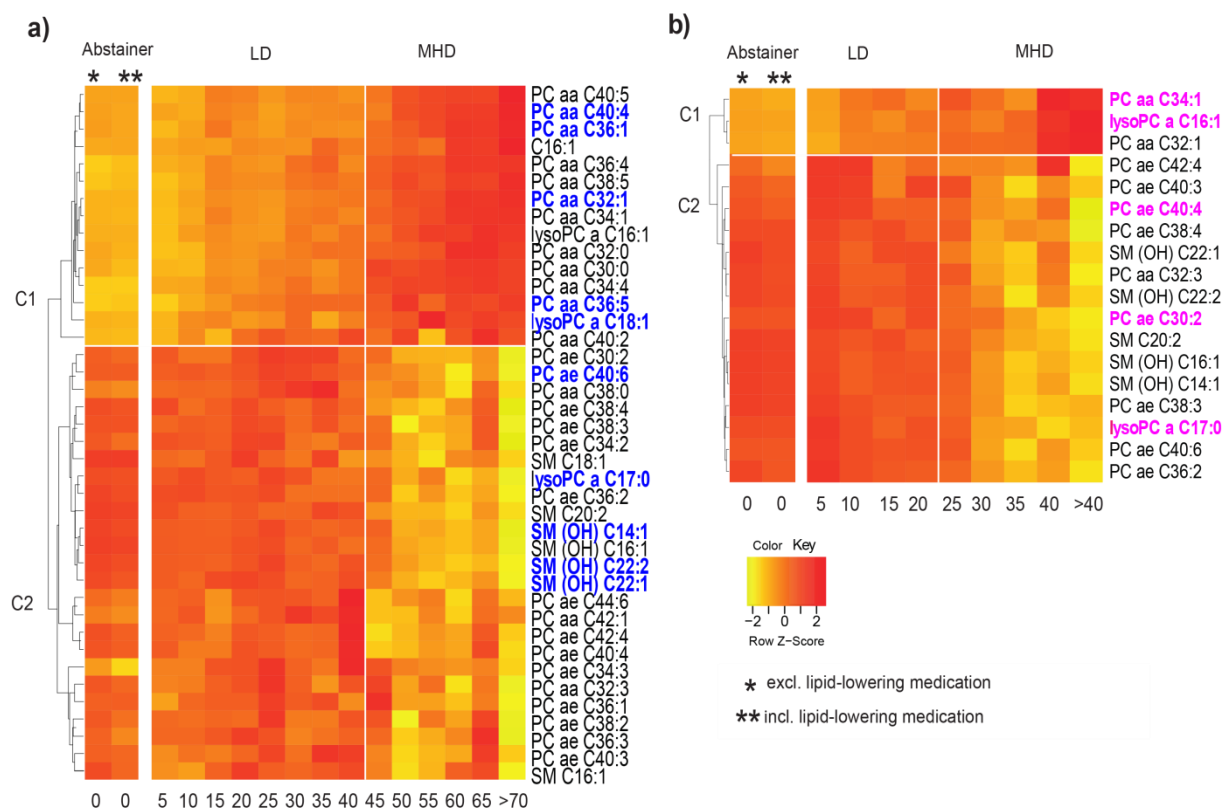 a)
Abstainer
LD
MHD
* **
C1
C2
PC aa C40:5
PC aa C40:4
PC aa C36:1
C16:1
PC aa C36:4
PC aa C38:5
PC aa C32:1
PC aa C34:1
lysoPC a C16:1
PC aa C32:0
PC aa C30:0
PC aa C34:4
PC aa C36:5
lysoPC a C18:1
PC aa C40:2
PC ae C30:2
PC ae C40:6
PC aa C38:0
PC ae C38:4
PC ae C38:3
PC ae C34:2
SM C18:1
lysoPC a C17:0
PC ae C36:2
SM C20:2
SM (OH) C14:1
SM (OH) C16:1
SM (OH) C22:2
SM (OH) C22:1
PC ae C44:6
PC aa C42:1
PC ae C42:4
PC ae C40:4
PC ae C34:3
PC aa C32:3
PC ae C36:1
PC ae C38:2
PC ae C36:3
PC ae C40:3
SM C16:1
0 0 5 10 15 20 25 30 35 40 45 50 55 60 65 >70
b)
Abstainer
LD
MHD
* **
C1
C2
PC aa C34:1
lysoPC a C16:1
PC aa C32:1
PC ae C42:4
PC ae C40:3
PC ae C40:4
PC ae C38:4
SM (OH) C22:1
PC aa C32:3
SM (OH) C22:2
PC ae C30:2
SM C20:2
SM (OH) C16:1
SM (OH) C14:1
PC ae C38:3
lysoPC a C17:0
PC ae C40:6
PC ae C36:2
0 0 5 10 15 20 25 30 35 40 >40
Color Key
−2 0 2
Row Z−Score
* excl. lipid-lowering medication
** incl. lipid-lowering medication